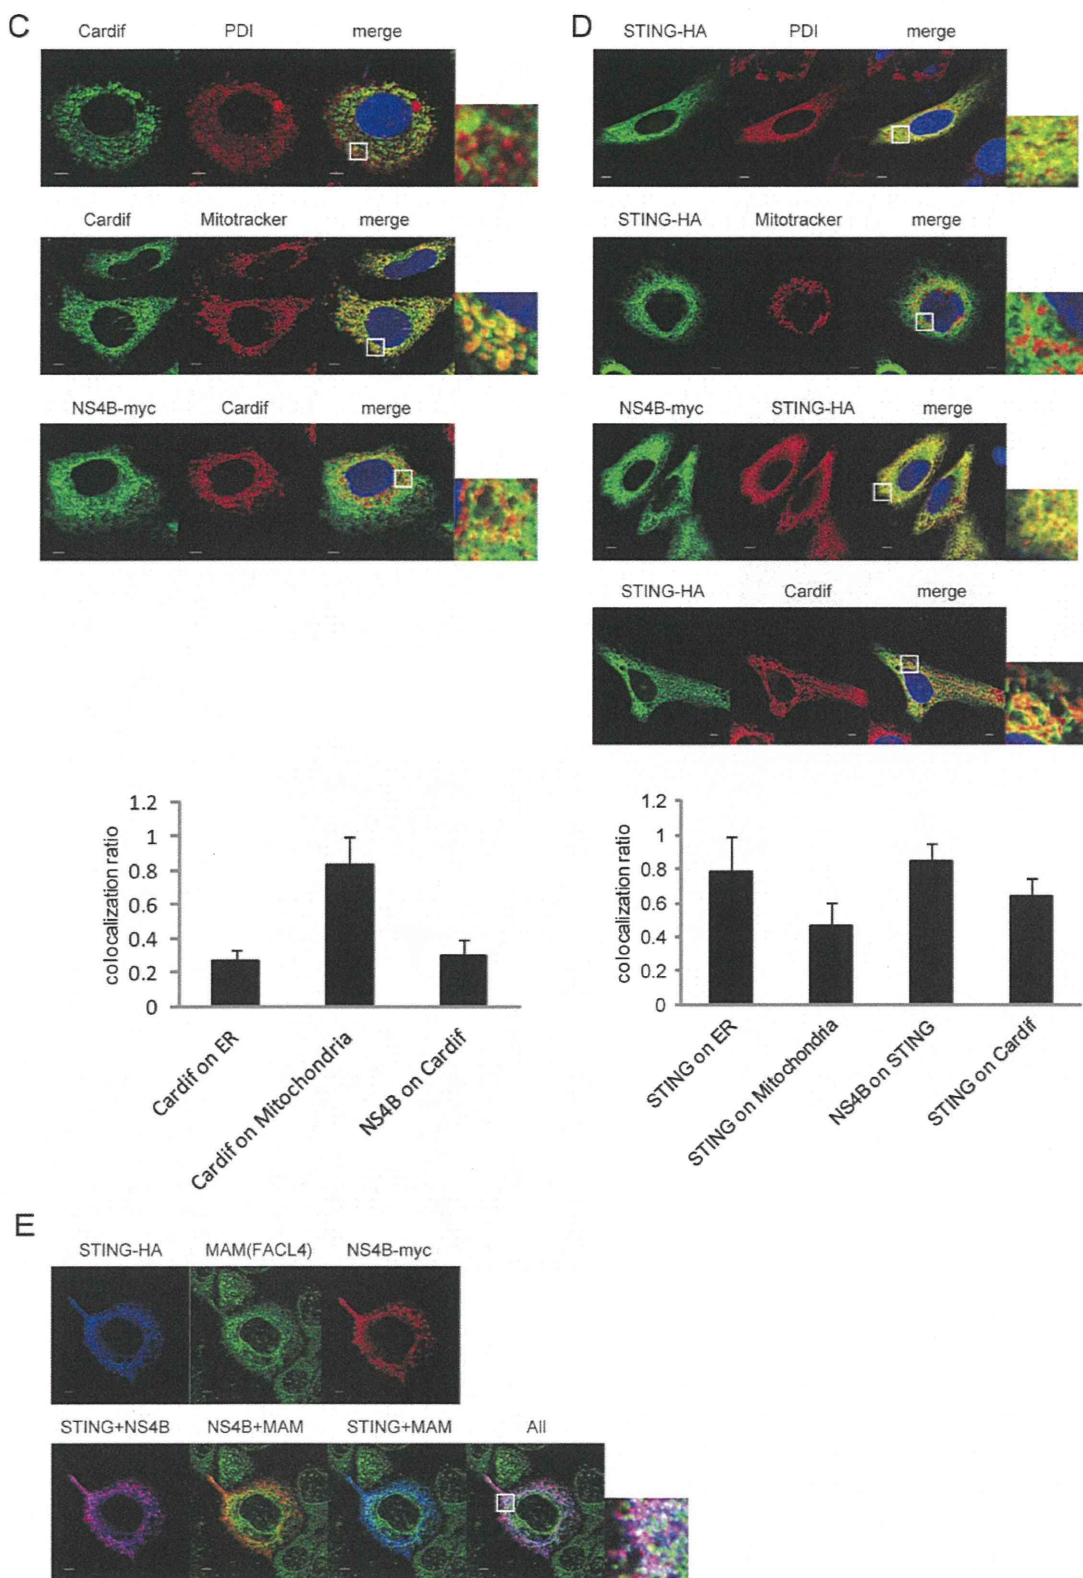 C
Cardif PDI merge
Cardif Mitotracker merge
NS4B-myc Cardif merge
colocalization ratio
1.2
1
0.8
0.6
0.4
0.2
0
Cardif on ER
Cardif on Mitochondria
NS4B on Cardif
D
STING-HA PDI merge
STING-HA Mitotracker merge
NS4B-myc STING-HA merge
STING-HA Cardif merge
colocalization ratio
1.2
1
0.8
0.6
0.4
0.2
0
STING on ER
STING on Mitochondria
NS4B on STING
STING on Cardif
E
STING-HA MAM(FACL4) NS4B-myc
STING+NS4B NS4B+MAM STING+MAM All